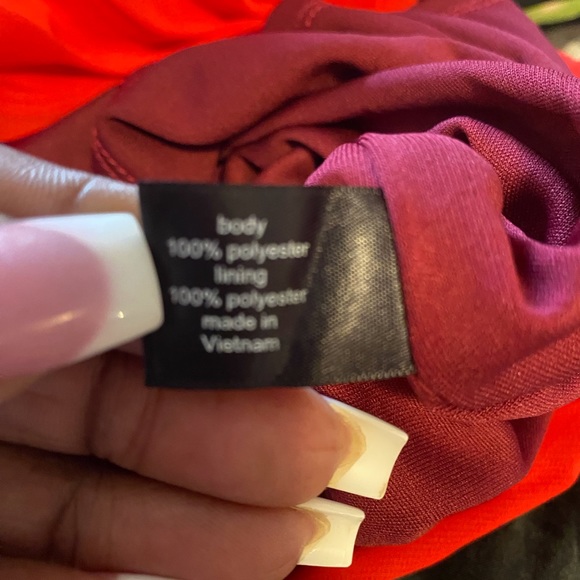 body
100% polyester
lining
100% polyester
made in
Vietnam